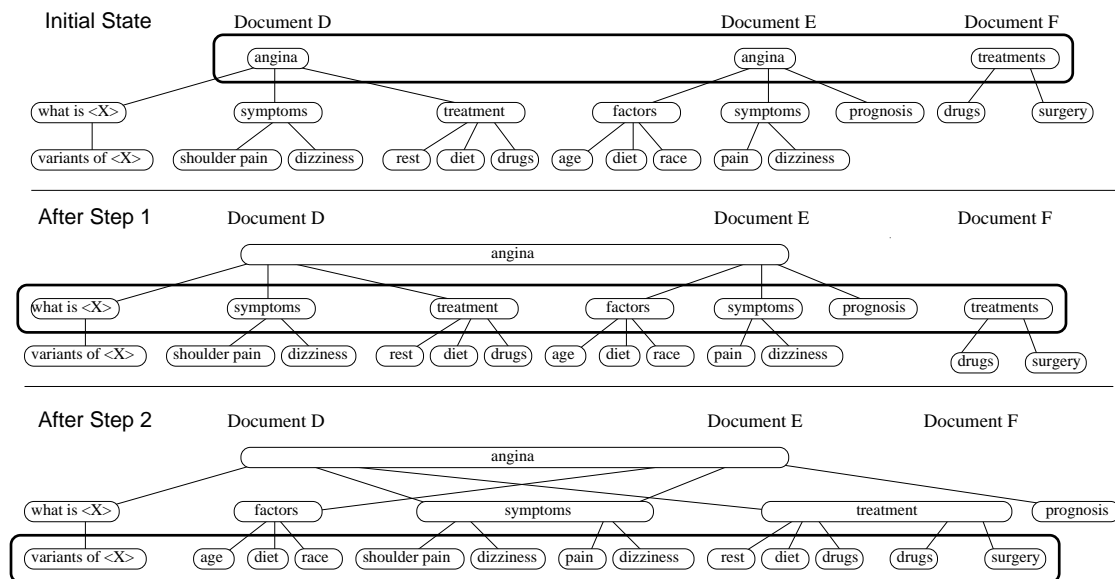 Initial State Document D Document E Document F
angina angina treatments
what is <X> symptoms treatment factors symptoms prognosis drugs surgery
variants of <X> shoulder pain dizziness rest diet drugs age diet race pain dizziness
After Step 1 Document D Document E Document F
angina
what is <X> symptoms treatment factors symptoms prognosis treatments
variants of <X> shoulder pain dizziness rest diet drugs age diet race pain dizziness drugs surgery
After Step 2 Document D Document E Document F
angina
what is <X> factors symptoms treatment prognosis
variants of <X> age diet race shoulder pain dizziness pain dizziness rest diet drugs drugs surgery